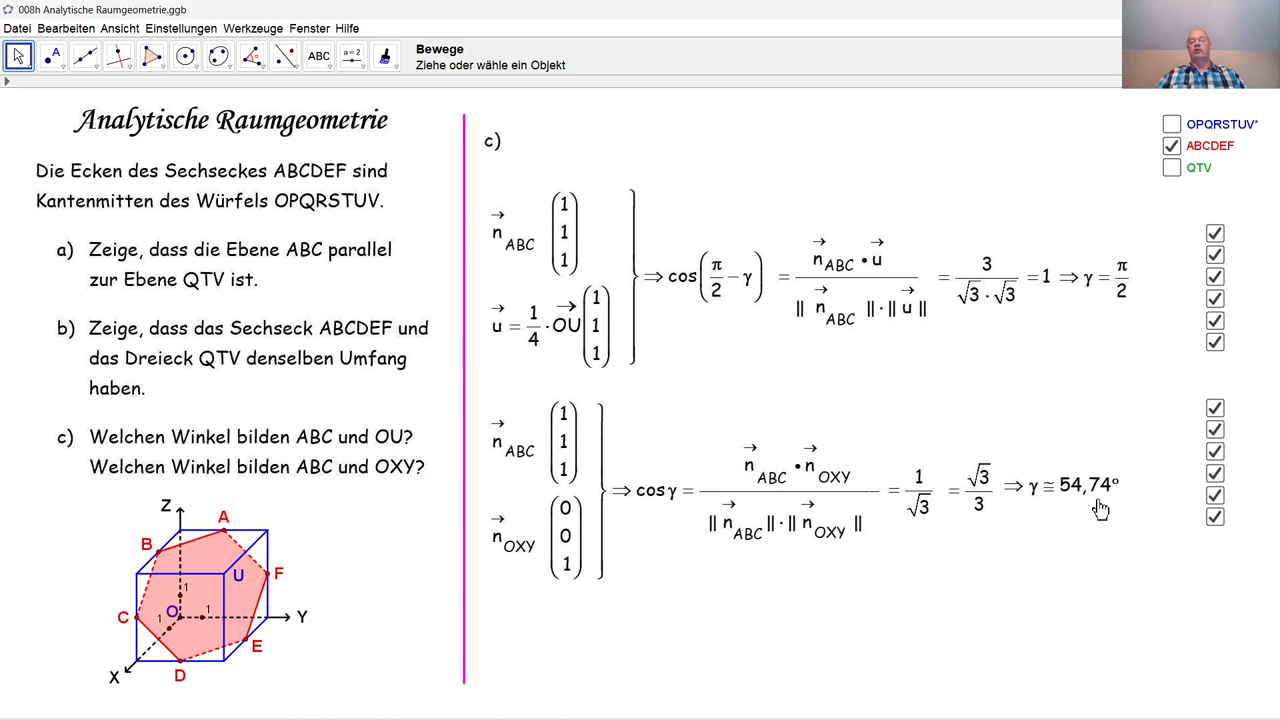 008h Analytische Raumgeometrie.ggb
Datei Bearbeiten Ansicht Einstellungen Werkzeuge Fenster Hilfe
A ABC a=2 Bewege
Ziehe oder wähle ein Objekt
Analytische Raumgeometrie
Die Ecken des Sechseckes ABCDEF sind
Kantenmitten des Würfels OPQRSTUV.
a) Zeige, dass die Ebene ABC parallel
zur Ebene QTV ist.
b) Zeige, dass das Sechseck ABCDEF und
das Dreieck QTV denselben Umfang
haben.
c) Welchen Winkel bilden ABC und OU?
Welchen Winkel bilden ABC und OXY?
Z
A
B
U
F
1
O
1
1
C
Y
E
X
D
c)
n⃗ ABC (1 1 1)
u⃗ = 1/4 · OU⃗ (1 1 1)
⇒ cos(π/2 − γ) = n⃗ ABC • u⃗ / || n⃗ ABC || · || u⃗ || = 3 / √3 · √3 = 1 ⇒ γ = π/2
n⃗ ABC (1 1 1)
n⃗ OXY (0 0 1)
⇒ cos γ = n⃗ ABC • n⃗ OXY / || n⃗ ABC || · || n⃗ OXY || = 1/√3 = √3/3 ⇒ γ ≅ 54,74°
OPQRSTUV*
ABCDEF
QTV